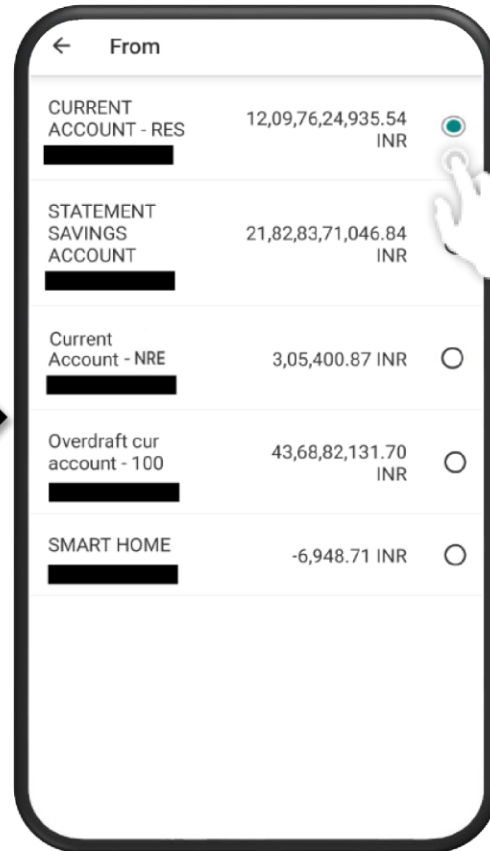 From
CURRENT
ACCOUNT - RES
12,09,76,24,935.54
INR
STATEMENT
SAVINGS
ACCOUNT
21,82,83,71,046.84
INR
Current
Account - NRE
3,05,400.87 INR
Overdraft cur
account - 100
43,68,82,131.70
INR
SMART HOME
-6,948.71 INR